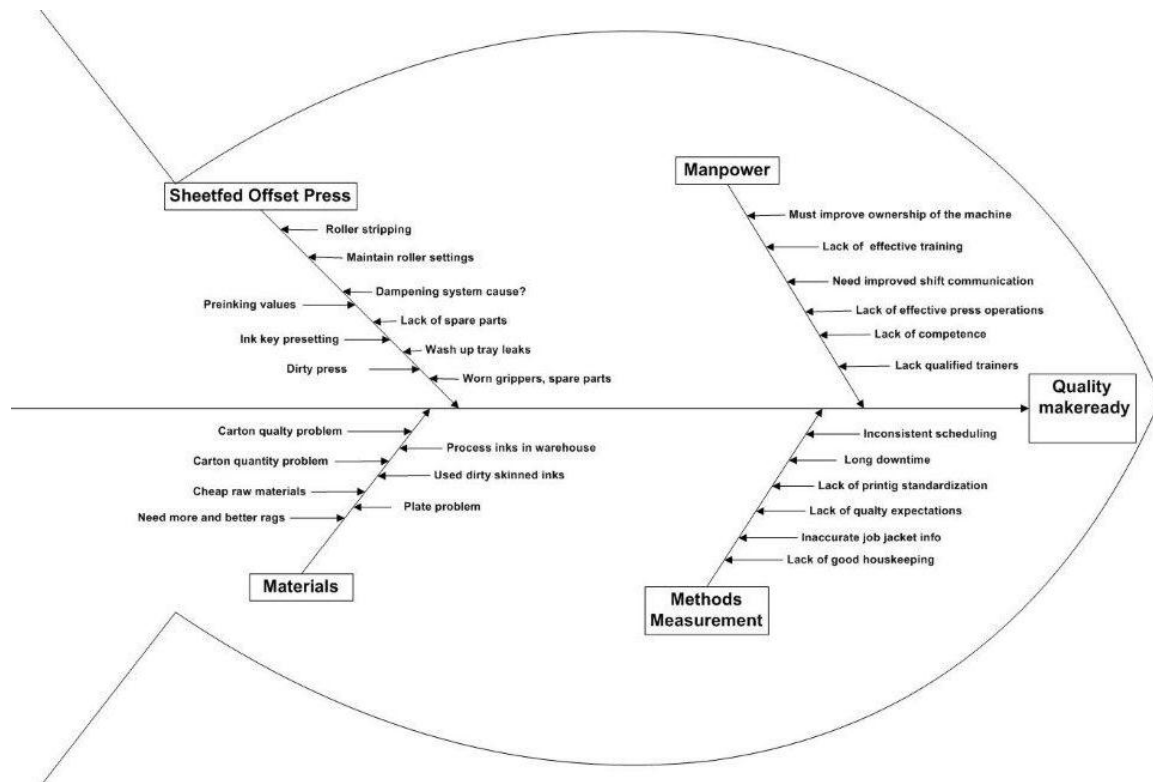 Sheetfed Offset Press
Roller stripping
Maintain roller settings
Dampening system cause?
Preinking values
Lack of spare parts
Ink key presetting
Wash up tray leaks
Dirty press
Worn grippers, spare parts
Manpower
Must improve ownership of the machine
Lack of effective training
Need improved shift communication
Lack of effective press operations
Lack of competence
Lack qualified trainers
Quality
makeready
Carton qualty problem
Process inks in warehouse
Carton quantity problem
Used dirty skinned inks
Cheap raw materials
Plate problem
Need more and better rags
Materials
Inconsistent scheduling
Long downtime
Lack of printig standardization
Lack of qualty expectations
Inaccurate job jacket info
Lack of good houskeeping
Methods
Measurement